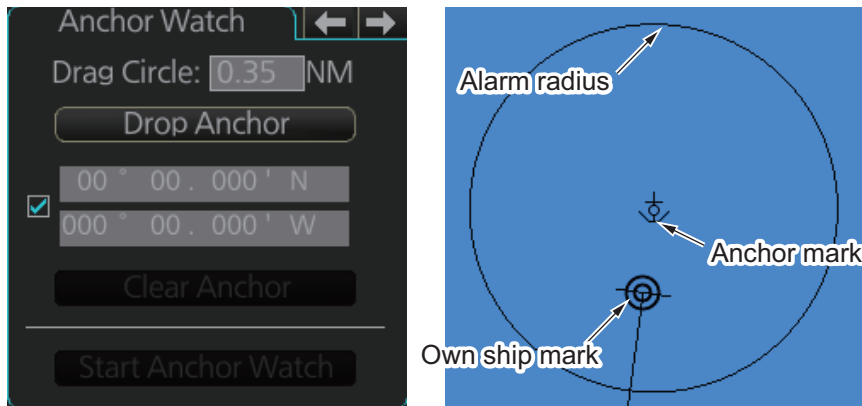 Anchor Watch
Drag Circle: 0.35 NM
Drop Anchor
00 ° 00 . 000 ' N
000 ° 00 . 000 ' W
Clear Anchor
Start Anchor Watch
Alarm radius
Anchor mark
Own ship mark